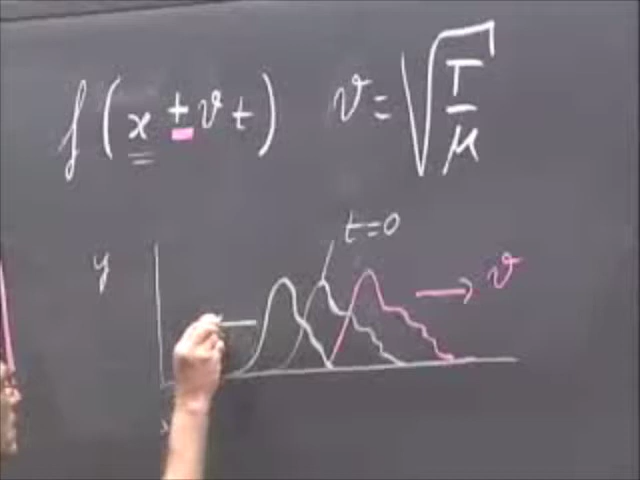 f(x ± vt) v = √(T/μ)
t=0
y
v